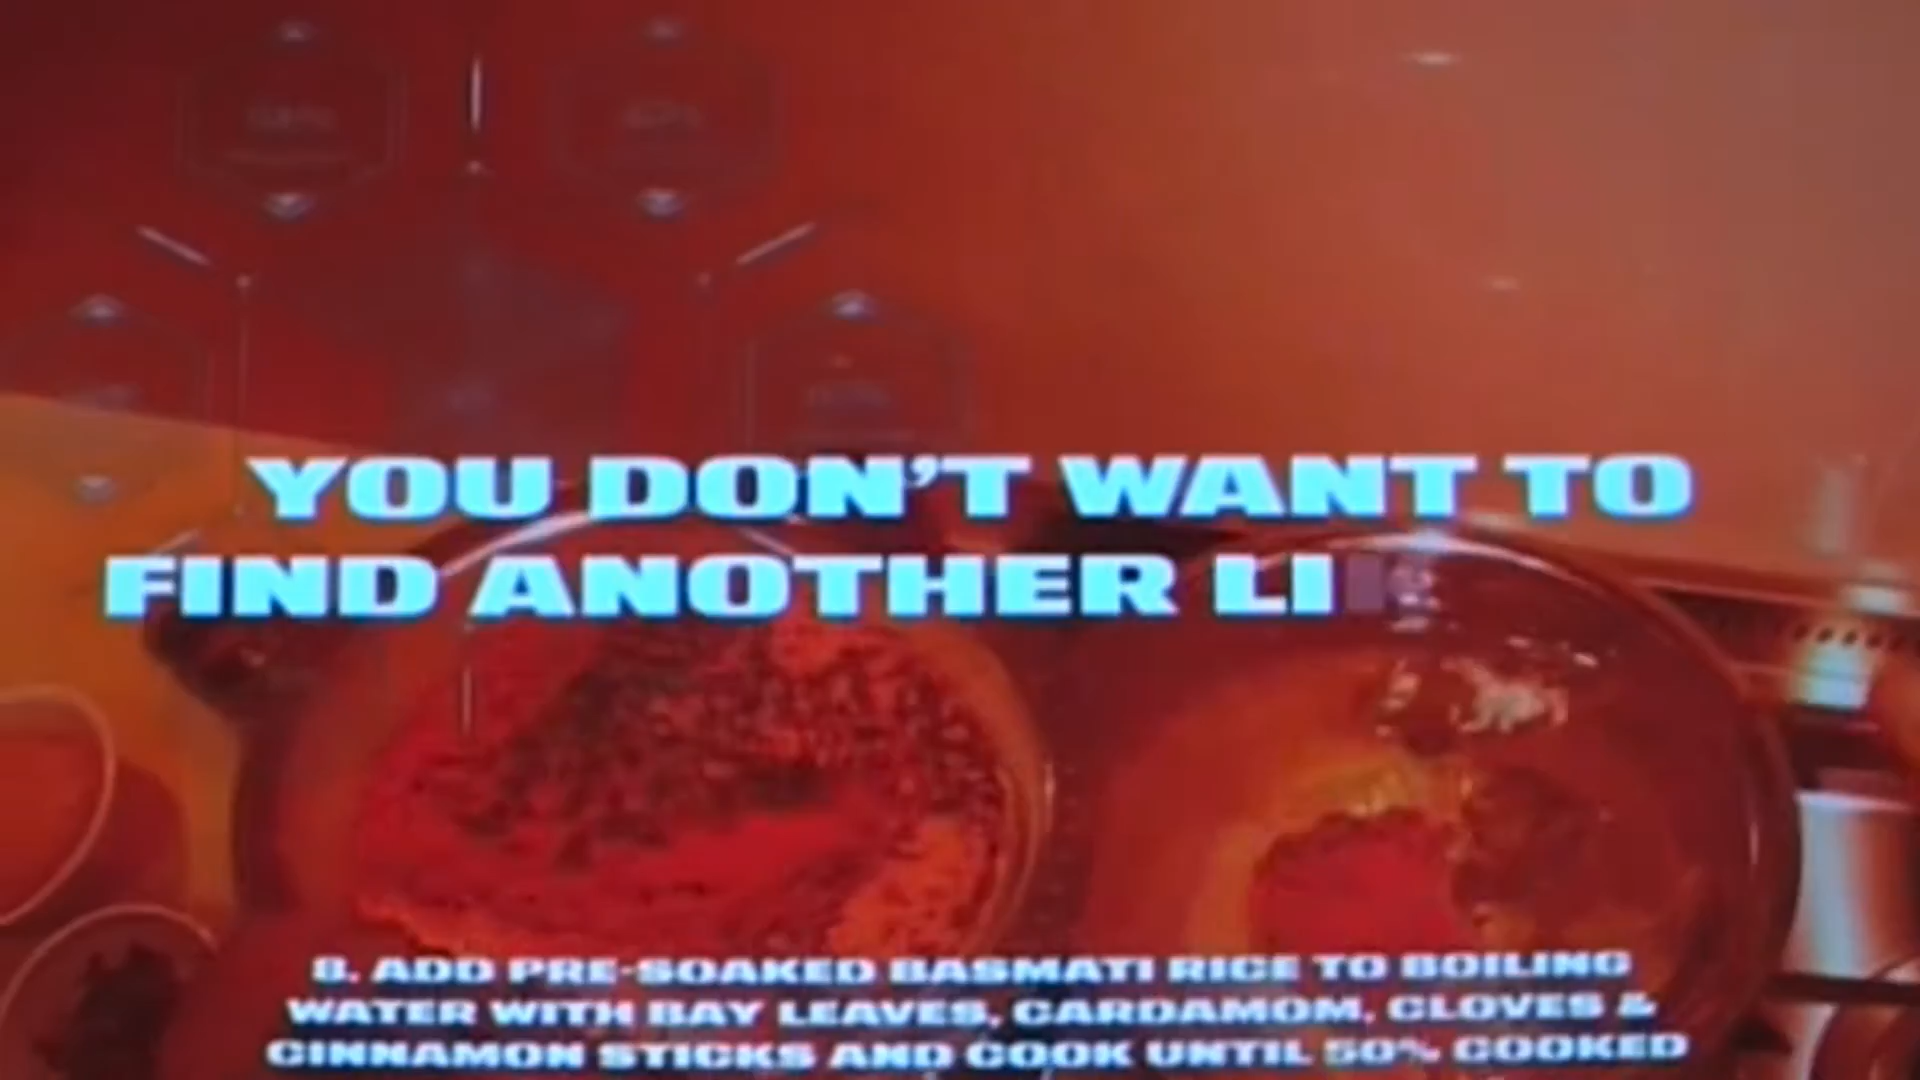 YOU DON'T WANT TO
FIND ANOTHER LI
8. ADD PRE-SOAKED BASMATI RICE TO BOILING
WATER WITH BAY LEAVES, CARDAMOM, CLOVES &
CINNAMON STICKS AND COOK UNTIL 50% COOKED